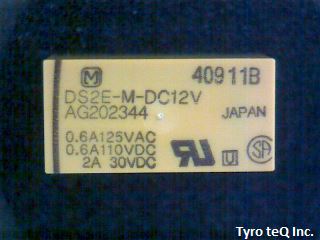 M 40911B
DS2E-M-DC12V
AG202344 JAPAN
0.6A125VAC
0.6A110VDC
2A 30VDC
Tyro teQ Inc.